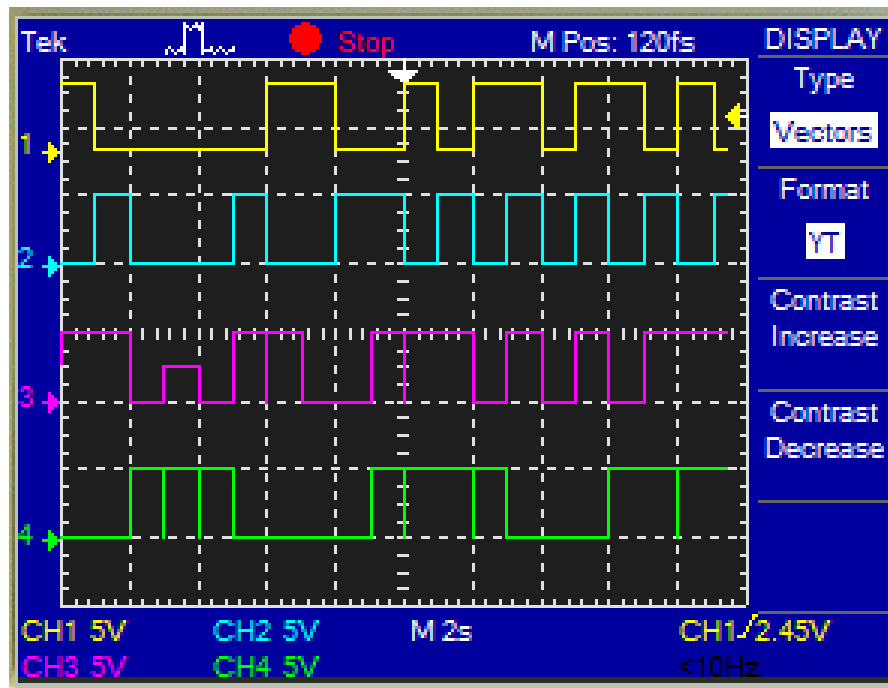 Tek Stop M Pos: 120fs DISPLAY
Type
Vectors
Format
YT
Contrast
Increase
Contrast
Decrease
1
2
3
4
CH1 5V CH2 5V M 2s CH1 2.45V
CH3 5V CH4 5V <10Hz